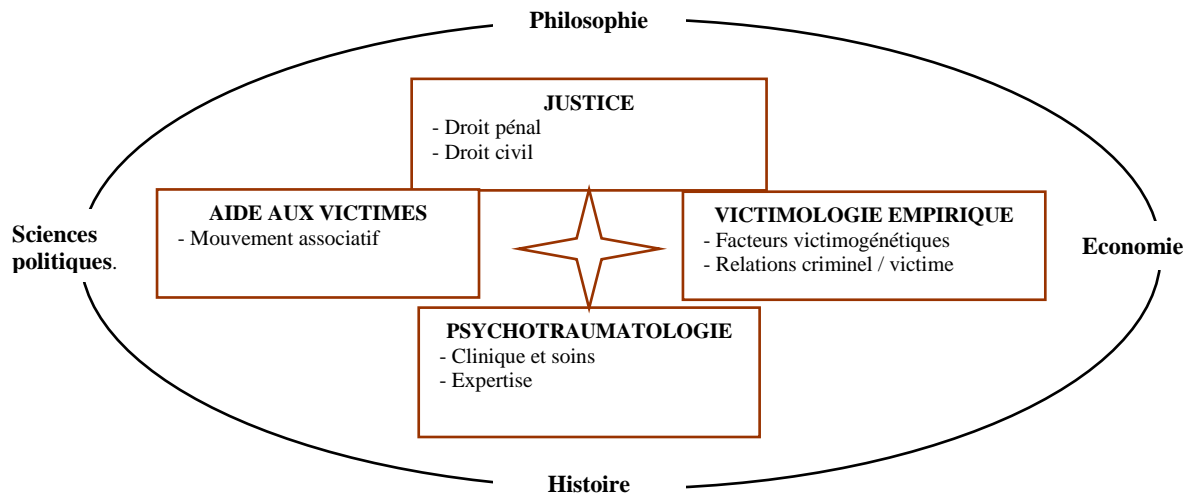 Philosophie
JUSTICE
- Droit pénal
- Droit civil
AIDE AUX VICTIMES
- Mouvement associatif
VICTIMOLOGIE EMPIRIQUE
- Facteurs victimogénétiques
- Relations criminel / victime
Sciences
politiques.
Economie
PSYCHOTRAUMATOLOGIE
- Clinique et soins
- Expertise
Histoire